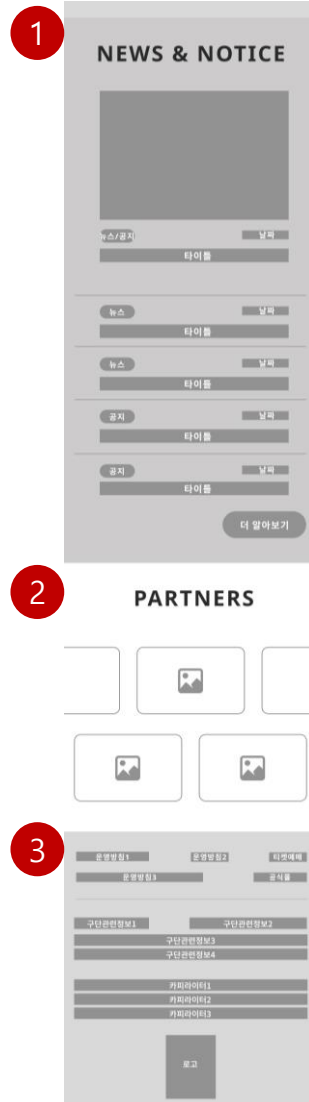 1
NEWS & NOTICE
뉴스/공지 날짜
타이틀
뉴스 날짜
타이틀
뉴스 날짜
타이틀
공지 날짜
타이틀
공지 날짜
타이틀
더 알아보기
2
PARTNERS
3
운영방침1 운영방침2 티켓예매
운영방침3 공식몰
구단관련정보1 구단관련정보2
구단관련정보3
구단관련정보4
카피라이터1
카피라이터2
카피라이터3
로고